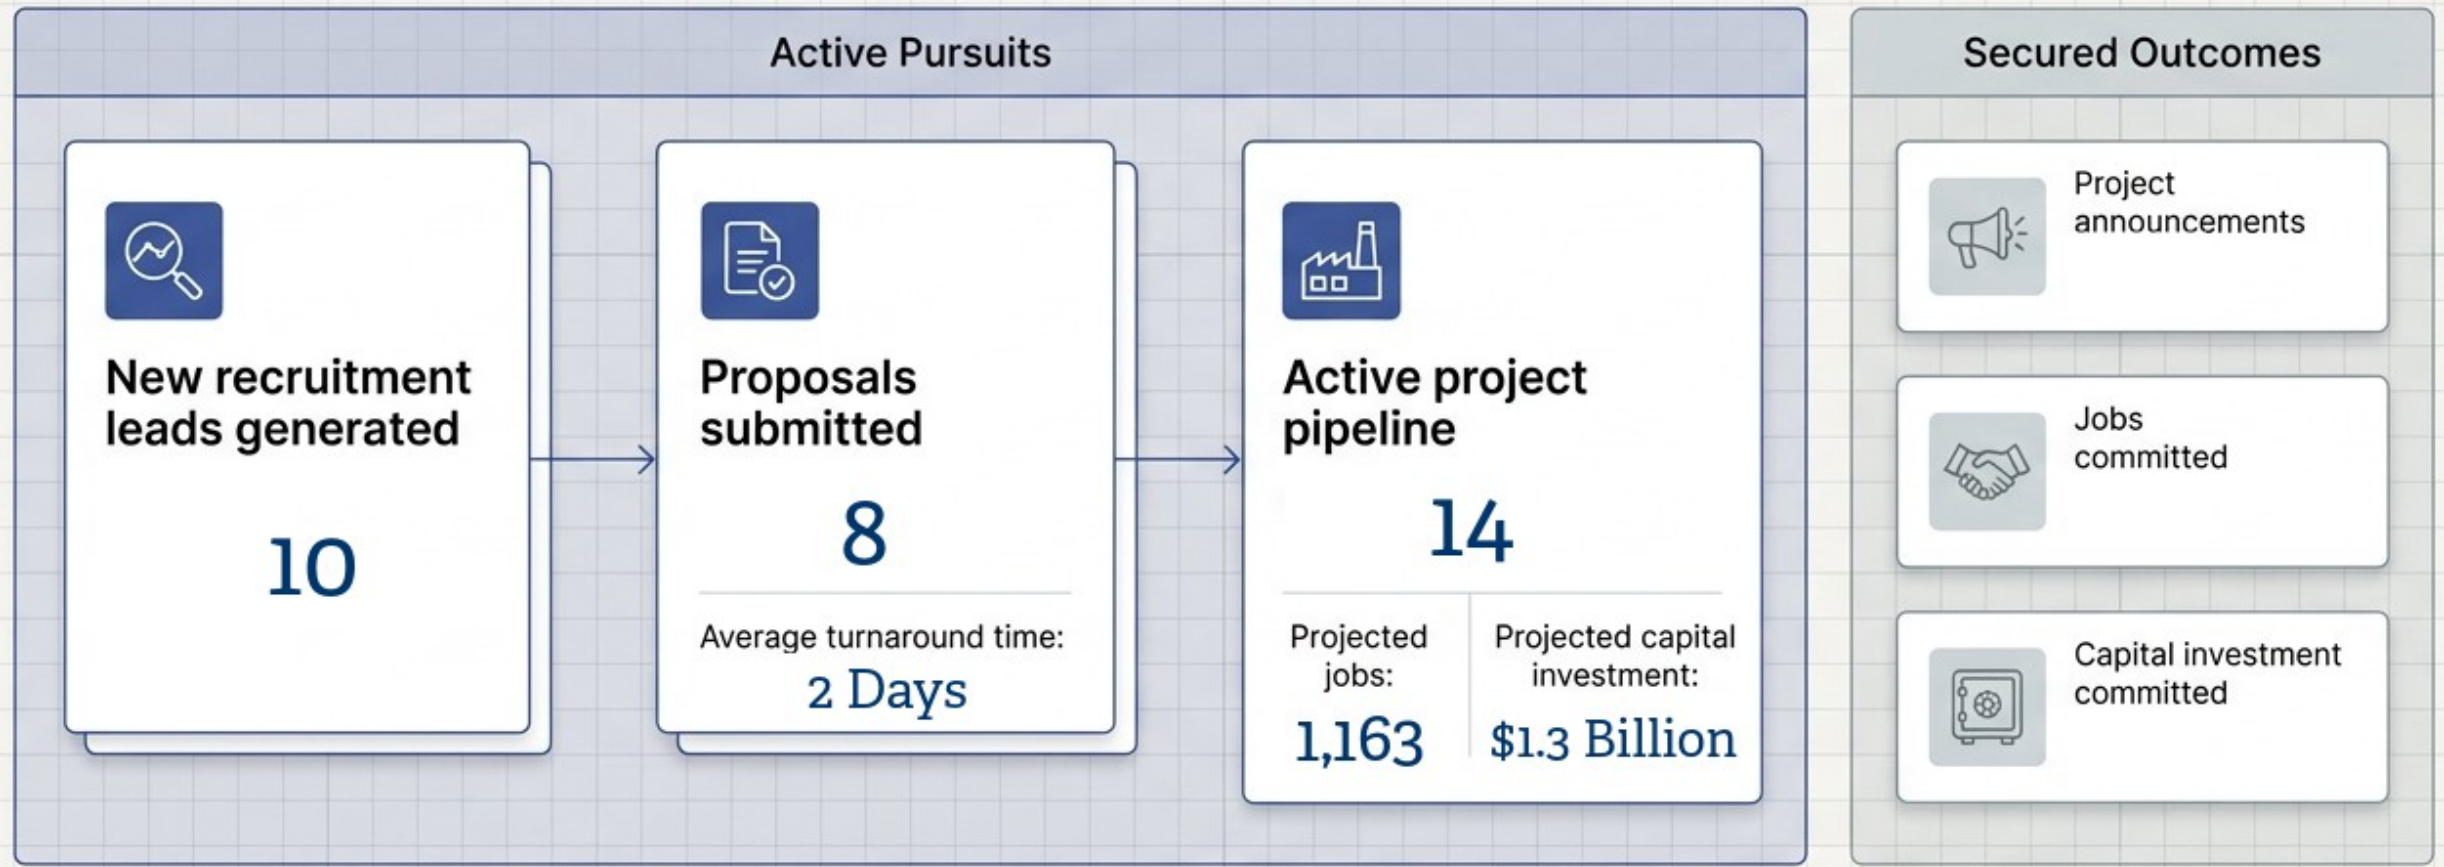 Active Pursuits
New recruitment
leads generated
10
Proposals
submitted
8
Average turnaround time:
2 Days
Active project
pipeline
14
Projected
jobs:
1,163
Projected capital
investment:
$1.3 Billion
Secured Outcomes
Project
announcements
Jobs
committed
Capital investment
committed